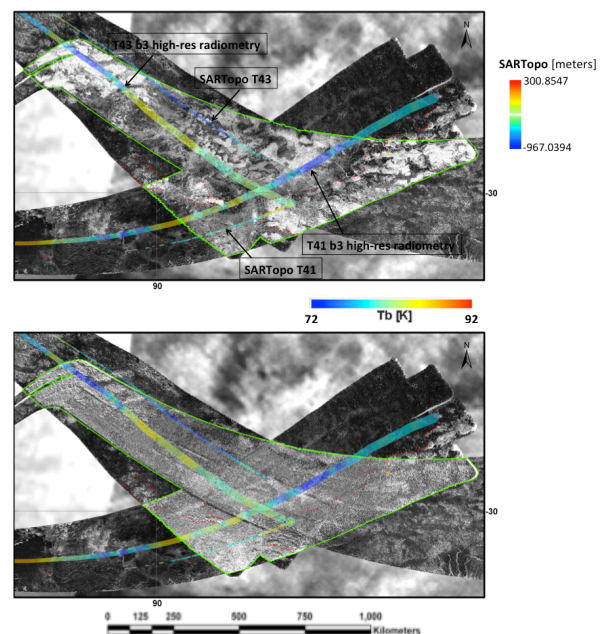 N
T43 b3 high-res radiometry
SARTopo T43
SARTopo [meters]
300.8547
-967.0394
-30
T41 b3 high-res radiometry
SARTopo T41
90
72
Tb [K]
92
N
-30
90
0 125 250 500 750 1,000
Kilometers